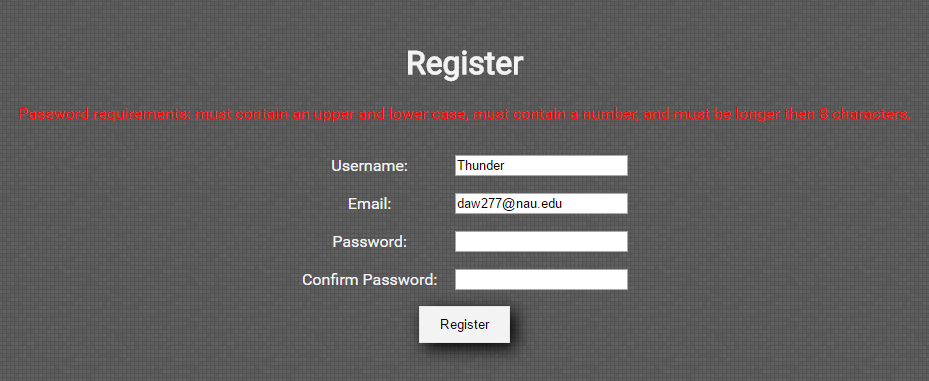 Register
Password requirements: must contain an upper and lower case, must contain a number, and must be longer then 8 characters.
Username: Thunder
Email: daw277@nau.edu
Password:
Confirm Password:
Register